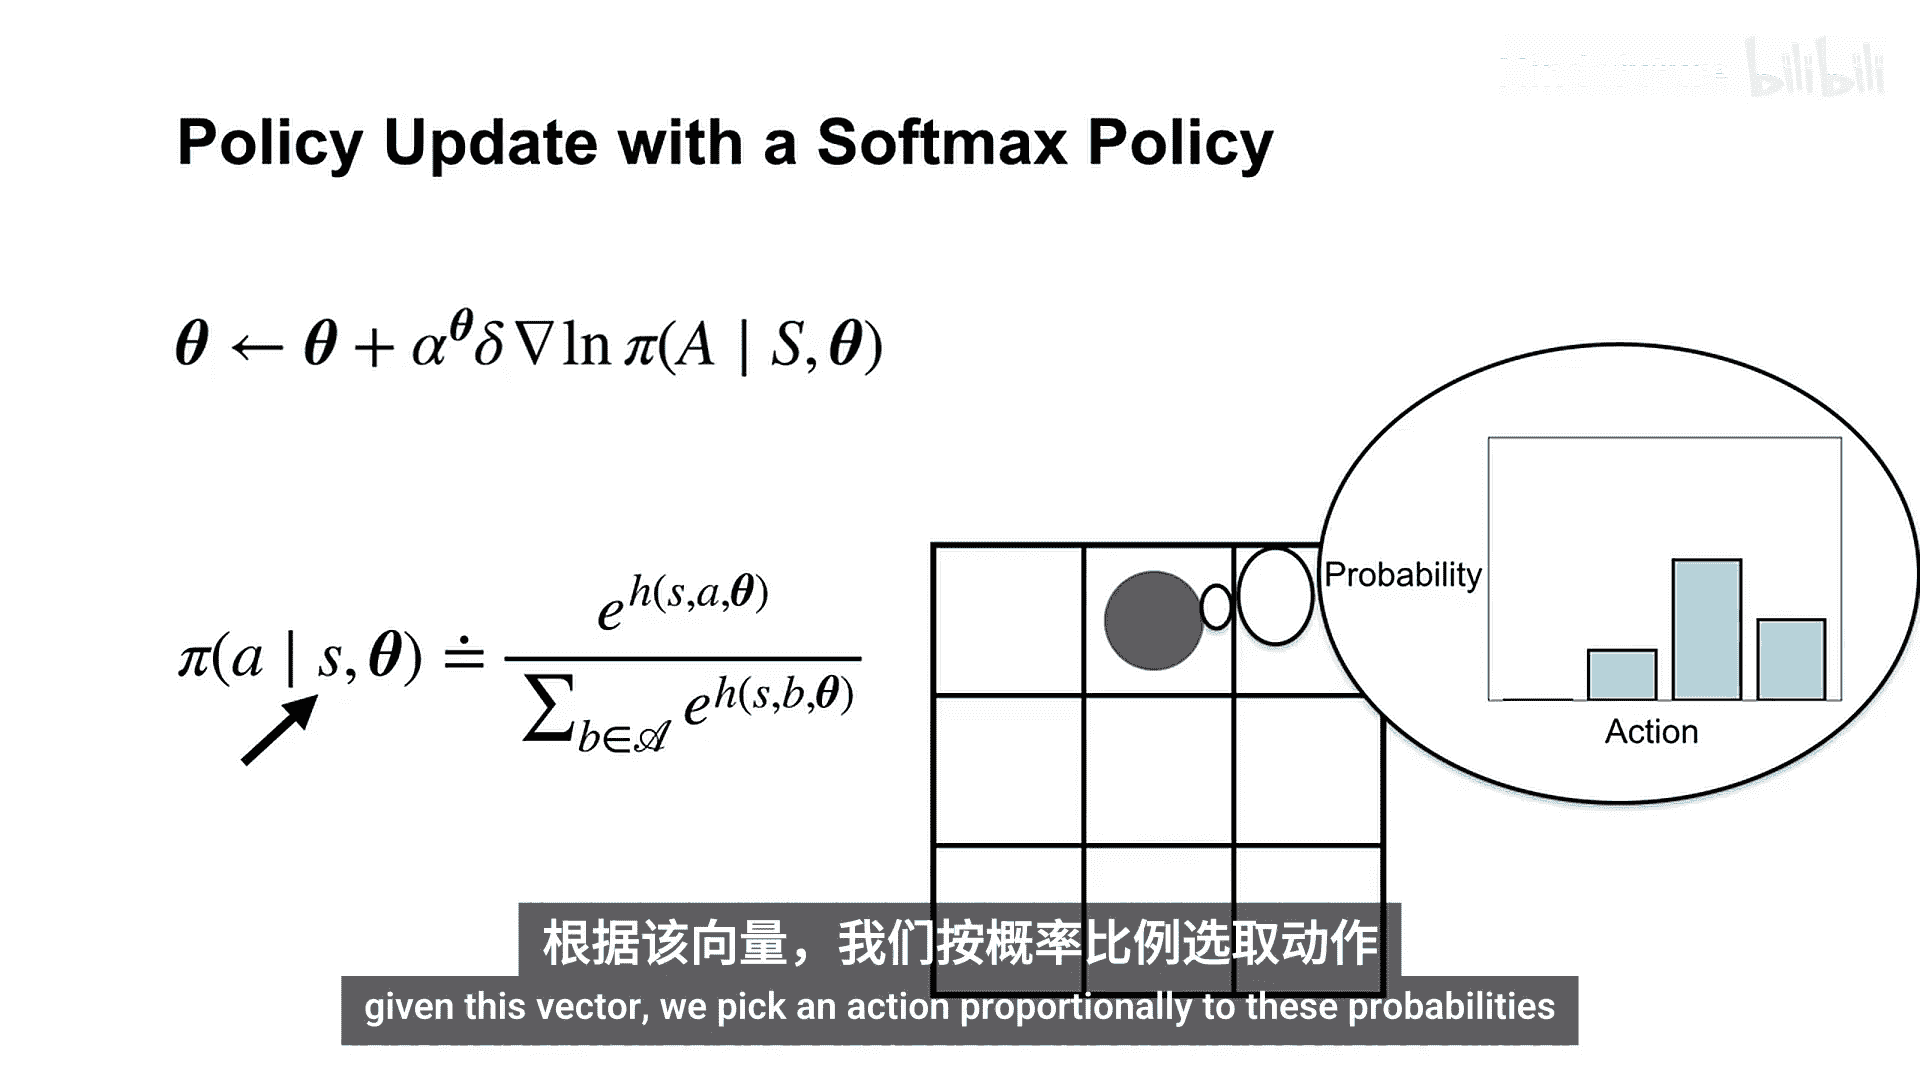 bilibili
Policy Update with a Softmax Policy
θ ← θ + α^θ δ∇ln π(A | S, θ)
π(a | s, θ) ≐ e^{h(s,a,θ)} / ∑_{b∈𝒜} e^{h(s,b,θ)}
Probability
Action
根据该向量，我们按概率比例选取动作
given this vector, we pick an action proportionally to these probabilities